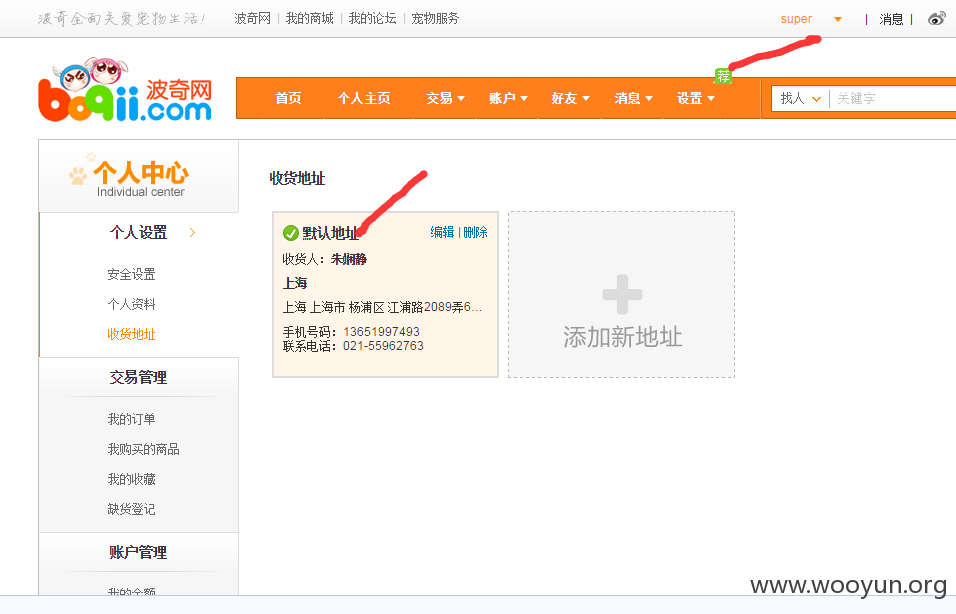 波奇全面关爱宠物生活!
波奇网 | 我的商城 | 我的论坛 | 宠物服务
super | 消息 |
boqii.com 波奇网
荐
首页 个人主页 交易 账户 好友 消息 设置
找人 关键字
个人中心
Individual center
个人设置
安全设置
个人资料
收货地址
交易管理
我的订单
我购买的商品
我的收藏
缺货登记
账户管理
我的余额
收货地址
默认地址 编辑 | 删除
收货人：朱娴静
上海
上海 上海市 杨浦区 江浦路2089弄6...
手机号码：13651997493
联系电话：021-55962763
添加新地址
www.wooyun.org